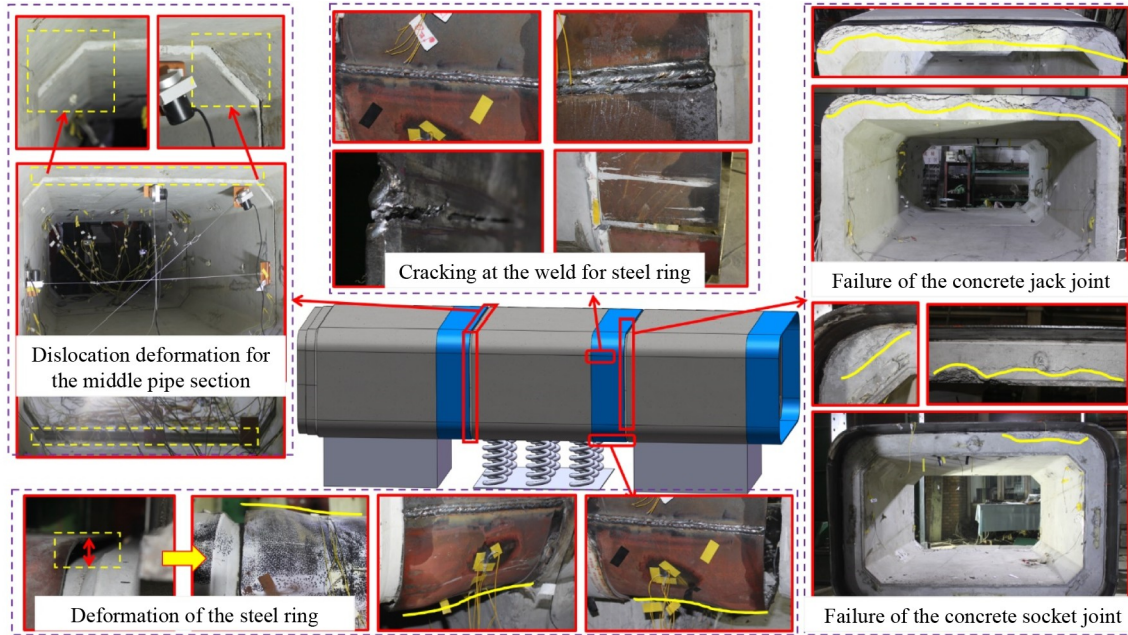 Cracking at the weld for steel ring
Failure of the concrete jack joint
Dislocation deformation for
the middle pipe section
Deformation of the steel ring
Failure of the concrete socket joint